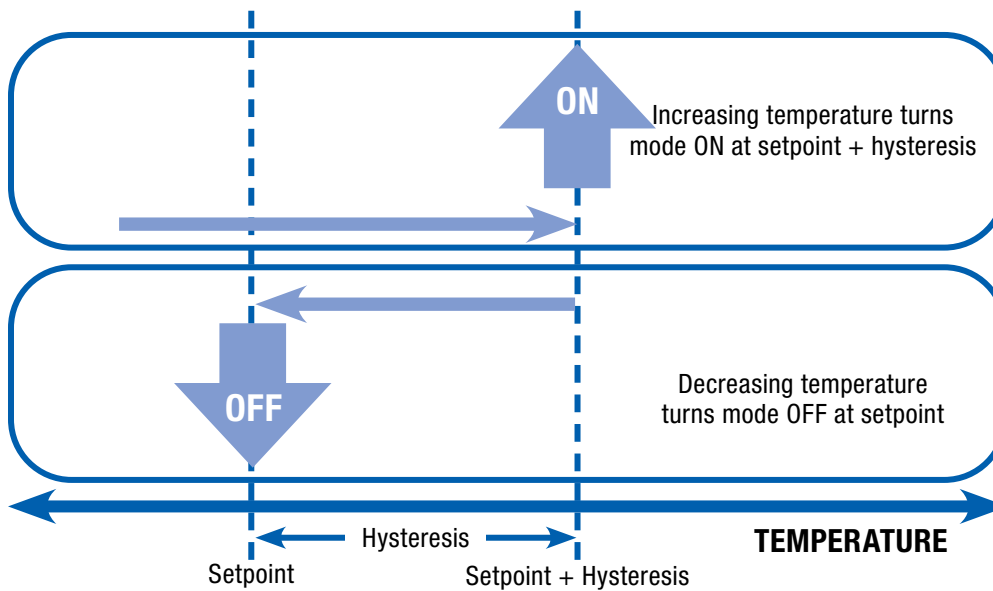 ON
Increasing temperature turns
mode ON at setpoint + hysteresis
OFF
Decreasing temperature
turns mode OFF at setpoint
Hysteresis
TEMPERATURE
Setpoint
Setpoint + Hysteresis